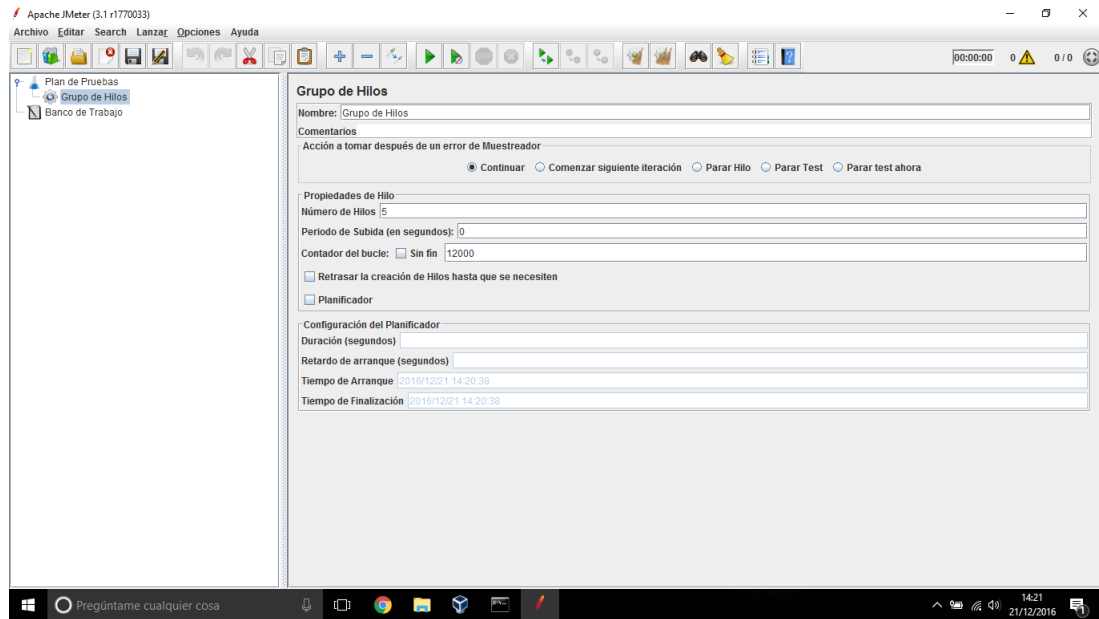 Apache JMeter (3.1 r1770033)
Archivo Editar Search Lanzar Opciones Ayuda
00:00:00 0 0 / 0
Plan de Pruebas
Grupo de Hilos
Banco de Trabajo
Grupo de Hilos
Nombre: Grupo de Hilos
Comentarios
Acción a tomar después de un error de Muestreador
Continuar Comenzar siguiente iteración Parar Hilo Parar Test Parar test ahora
Propiedades de Hilo
Número de Hilos 5
Periodo de Subida (en segundos): 0
Contador del bucle: Sin fin 12000
Retrasar la creación de Hilos hasta que se necesiten
Planificador
Configuración del Planificador
Duración (segundos)
Retardo de arranque (segundos)
Tiempo de Arranque 2016/12/21 14:20:38
Tiempo de Finalización 2016/12/21 14:20:38
Pregúntame cualquier cosa
14:21
21/12/2016